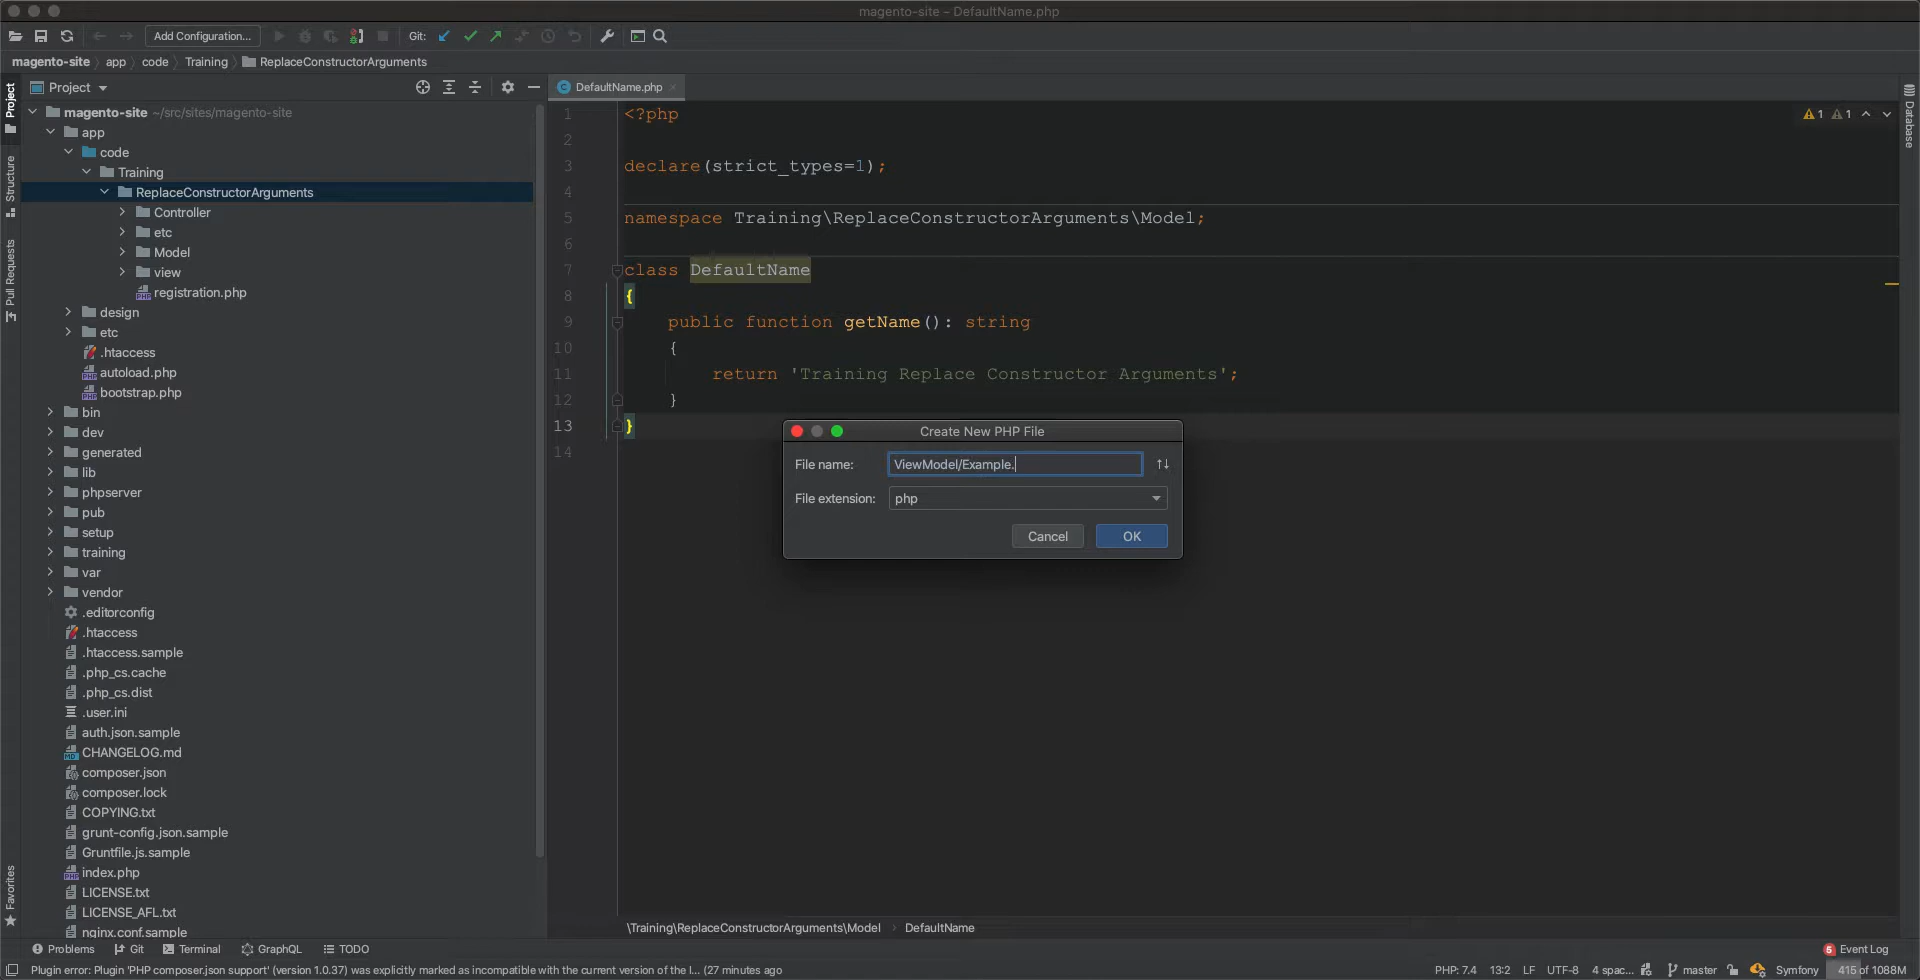 magento-site – DefaultName.php
Add Configuration...
Git:
magento-site
app
code
Training
ReplaceConstructorArguments
Project
Structure
Pull Requests
Favorites
Project
magento-site ~/src/sites/magento-site
app
code
Training
ReplaceConstructorArguments
Controller
etc
Model
view
registration.php
design
etc
.htaccess
autoload.php
bootstrap.php
bin
dev
generated
lib
phpserver
pub
setup
training
var
vendor
.editorconfig
.htaccess
.htaccess.sample
.php_cs.cache
.php_cs.dist
.user.ini
auth.json.sample
CHANGELOG.md
composer.json
composer.lock
COPYING.txt
grunt-config.json.sample
Gruntfile.js.sample
index.php
LICENSE.txt
LICENSE_AFL.txt
nginx.conf.sample
DefaultName.php
1 <?php
2
3 declare(strict_types=1);
4
5 namespace Training\ReplaceConstructorArguments\Model;
6
7 class DefaultName
8 {
9 public function getName(): string
10 {
11 return 'Training Replace Constructor Arguments';
12 }
13 }
14
1 1
Database
Create New PHP File
File name: ViewModel/Example.
File extension: php
Cancel OK
\Training\ReplaceConstructorArguments\Model
DefaultName
Problems Git Terminal GraphQL TODO
5 Event Log
Plugin error: Plugin 'PHP composer.json support' (version 1.0.37) was explicitly marked as incompatible with the current version of the I... (27 minutes ago
PHP: 7.4 13:2 LF UTF-8 4 spac... master Symfony 415 of 1088M